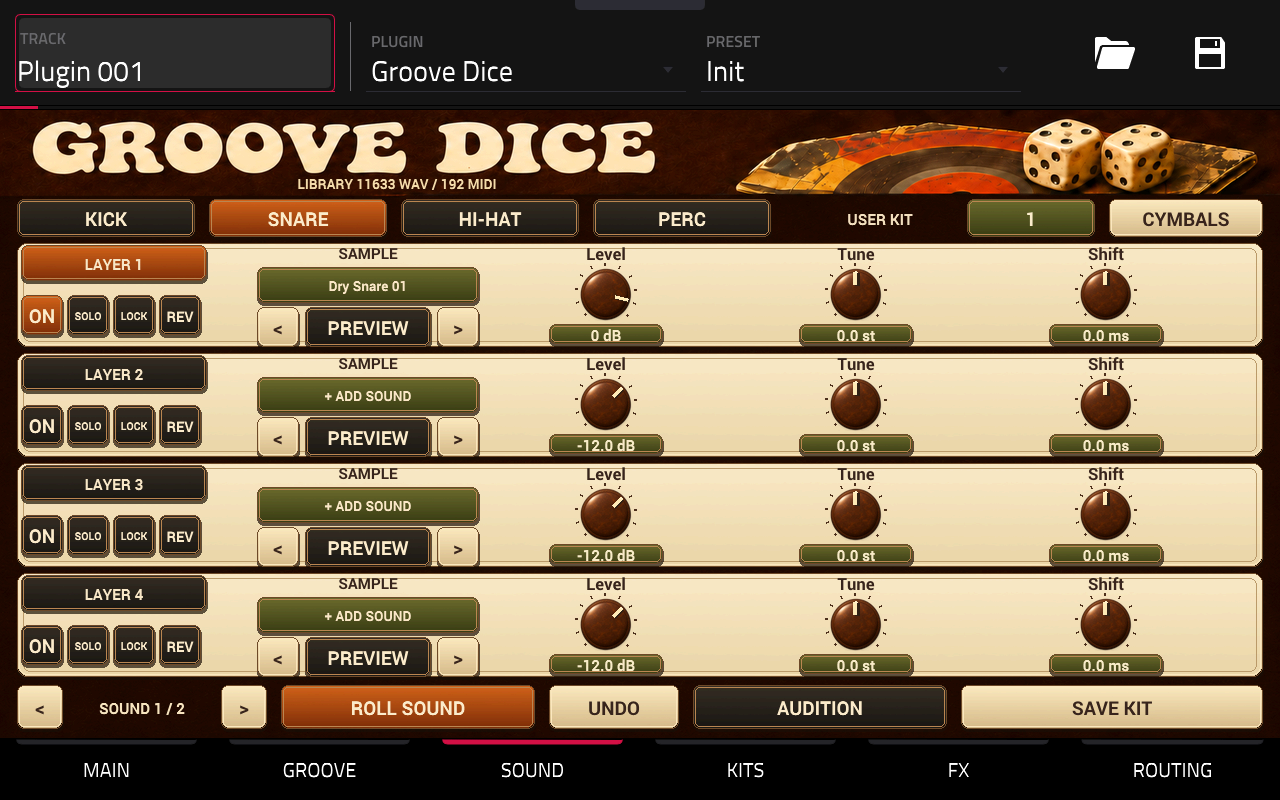 TRACK
Plugin 001
PLUGIN
Groove Dice
PRESET
Init
GROOVE DICE
LIBRARY 11633 WAV / 192 MIDI
KICK SNARE HI-HAT PERC USER KIT 1 CYMBALS
LAYER 1 SAMPLE Level Tune Shift
Dry Snare 01
ON SOLO LOCK REV < PREVIEW > 0 dB 0.0 st 0.0 ms
LAYER 2 SAMPLE Level Tune Shift
+ ADD SOUND
ON SOLO LOCK REV < PREVIEW > -12.0 dB 0.0 st 0.0 ms
LAYER 3 SAMPLE Level Tune Shift
+ ADD SOUND
ON SOLO LOCK REV < PREVIEW > -12.0 dB 0.0 st 0.0 ms
LAYER 4 SAMPLE Level Tune Shift
+ ADD SOUND
ON SOLO LOCK REV < PREVIEW > -12.0 dB 0.0 st 0.0 ms
< SOUND 1 / 2 > ROLL SOUND UNDO AUDITION SAVE KIT
MAIN GROOVE SOUND KITS FX ROUTING